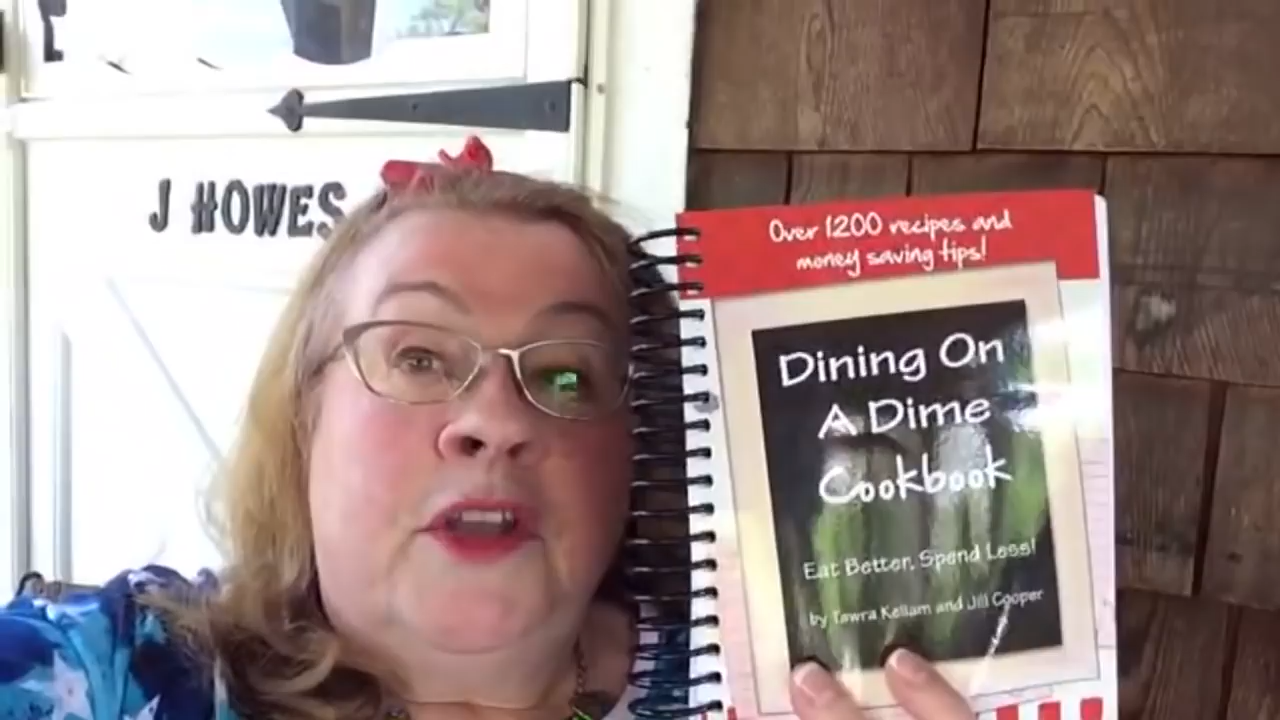 J HOWES
Over 1200 recipes and
money saving tips!
Dining On
A Dime
Cookbook
Eat Better, Spend Less!
by Tawra Kellam and Jill Cooper